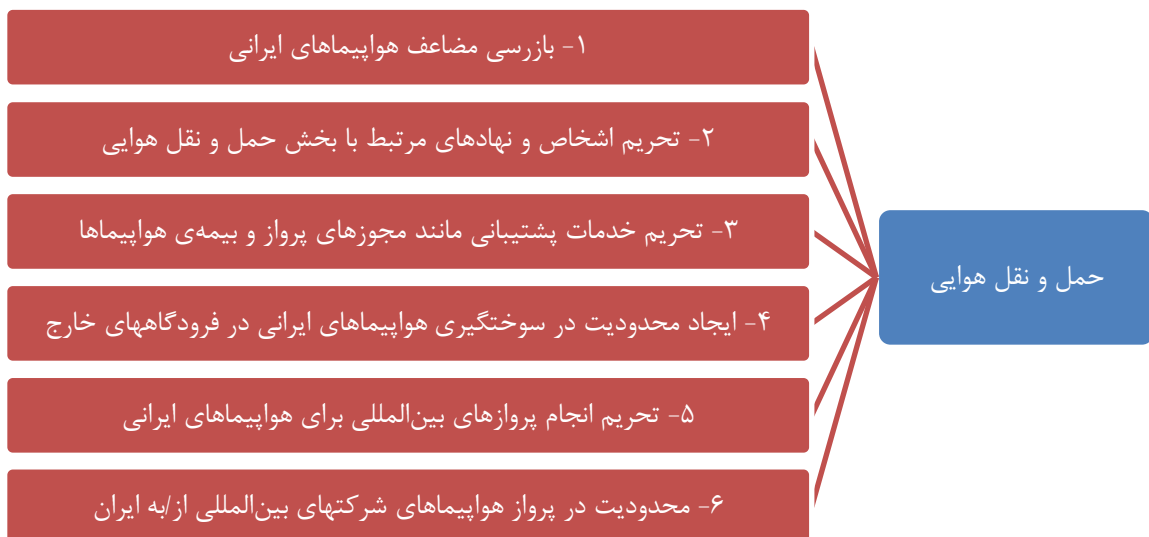 حمل و نقل هوایی
۱- بازرسی مضاعف هواپیماهای ایرانی
۲- تحریم اشخاص و نهادهای مرتبط با بخش حمل و نقل هوایی
۳- تحریم خدمات پشتیبانی مانند مجوزهای پرواز و بیمه‌ی هواپیماها
۴- ایجاد محدودیت در سوختگیری هواپیماهای ایرانی در فرودگاههای خارج
۵- تحریم انجام پروازهای بین‌المللی برای هواپیماهای ایرانی
۶- محدودیت در پرواز هواپیماهای شرکتهای بین‌المللی از/به ایران